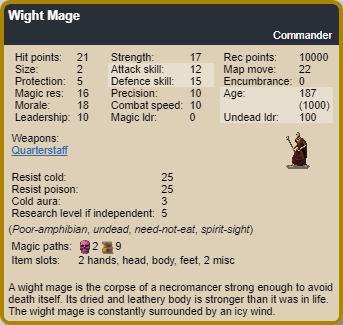 Wight Mage
Commander
Hit points: 21 Strength: 17 Rec points: 10000
Size: 2 Attack skill: 12 Map move: 22
Protection: 5 Defence skill: 15 Encumbrance: 0
Magic res: 16 Precision: 10 Age: 187
Morale: 18 Combat speed: 10 (1000)
Leadership: 10 Magic ldr: 0 Undead ldr: 100
Weapons:
Quarterstaff
Resist cold: 25
Resist poison: 25
Cold aura: 3
Research level if independent: 5
(Poor-amphibian, undead, need-not-eat, spirit-sight)
Magic paths: 2 9
Item slots: 2 hands, head, body, feet, 2 misc
A wight mage is the corpse of a necromancer strong enough to avoid
death itself. Its dried and leathery body is stronger than it was in life.
The wight mage is constantly surrounded by an icy wind.